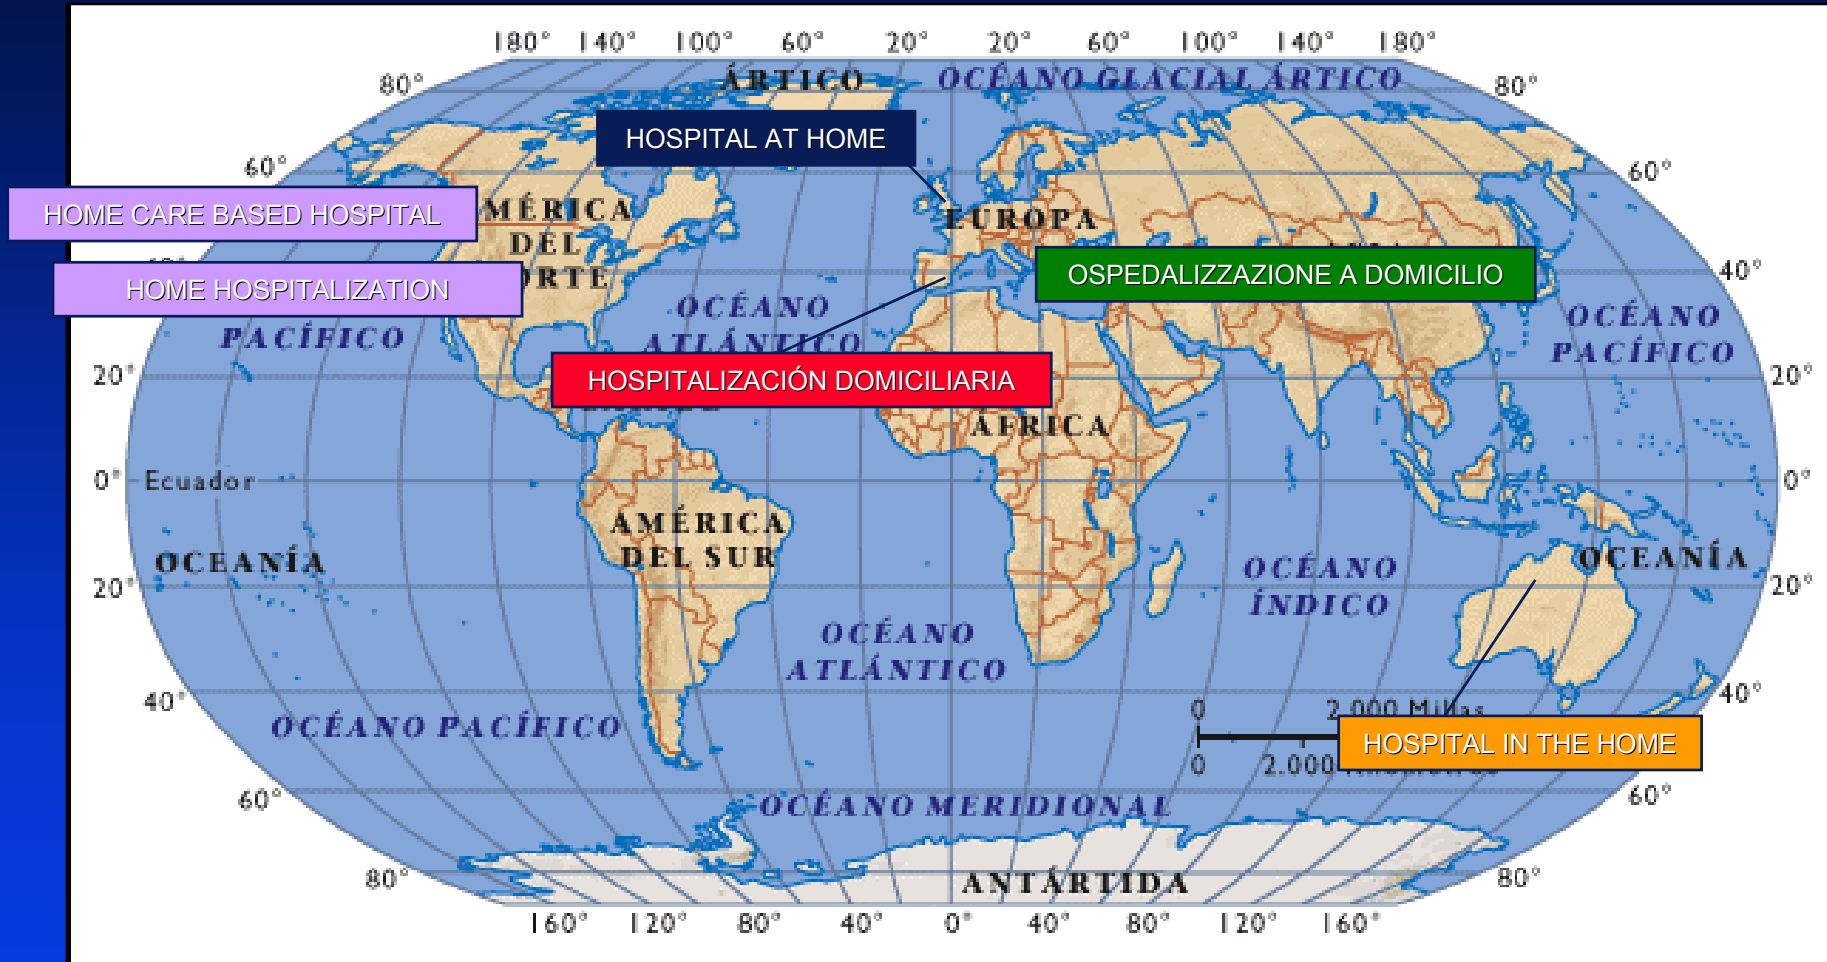 180° 140° 100° 60° 20° 20° 60° 100° 140° 180°
80° ÁRTICO OCÉANO GLACIAL ÁRTICO 80°
HOSPITAL AT HOME
60° 60°
HOME CARE BASED HOSPITAL
EUROPA
DEL
HOME HOSPITALIZATION
OSPEDALIZZAZIONE A DOMICILIO
40°
OCÉANO
ATLÁNTICO
PACÍFICO
OCÉANO
PACÍFICO
20° 20°
HOSPITALIZACIÓN DOMICILIARIA
ÁFRICA
0° Ecuador 0°
AMÉRICA
DEL SUR
OCEANÍA
OCEANÍA
20° 20°
OCÉANO
ÍNDICO
OCÉANO
ATLÁNTICO
40° 40°
OCÉANO PACÍFICO
0 2.000 Millas
HOSPITAL IN THE HOME
0 2.000
60° 60°
OCÉANO MERIDIONAL
80° ANTÁRTIDA 80°
160° 120° 80° 40° 0° 40° 80° 120° 160°